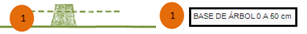 1
1 BASE DE ÁRBOL 0 A 60 cm